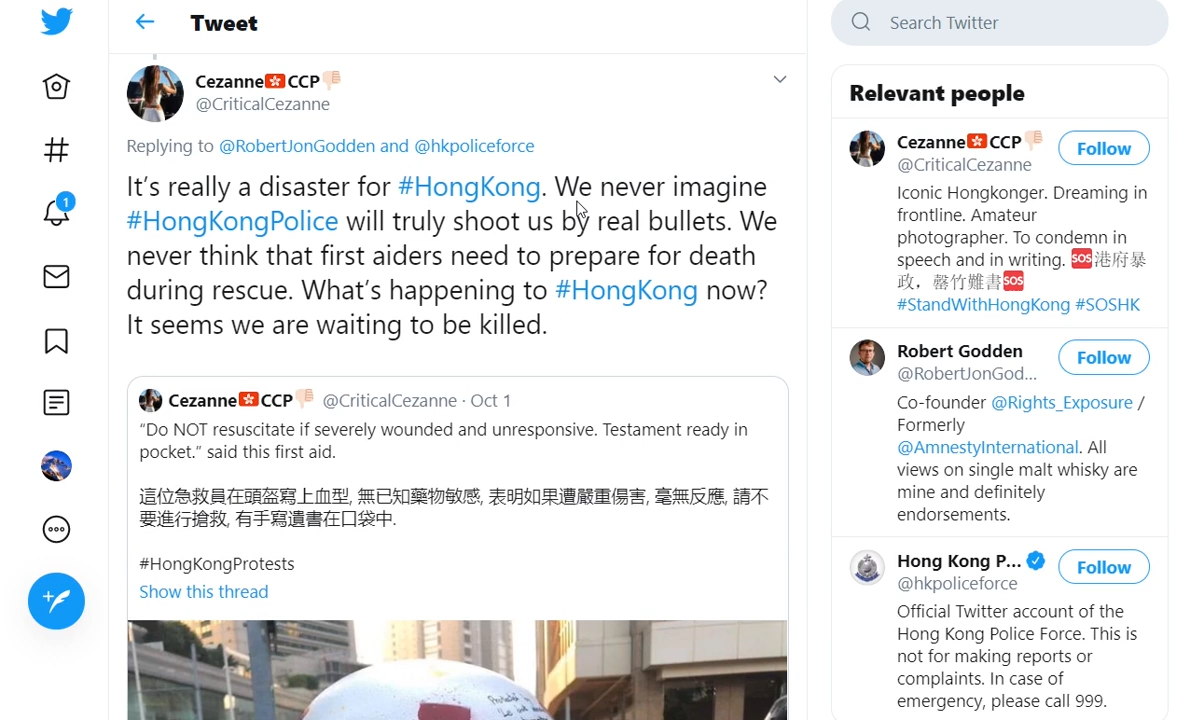 Tweet
Search Twitter
Cezanne🇭🇰CCP👎🏻
@CriticalCezanne
Replying to @RobertJonGodden and @hkpoliceforce
It’s really a disaster for #HongKong. We never imagine
#HongKongPolice will truly shoot us by real bullets. We
never think that first aiders need to prepare for death
during rescue. What’s happening to #HongKong now?
It seems we are waiting to be killed.
Cezanne🇭🇰CCP👎🏻 @CriticalCezanne · Oct 1
“Do NOT resuscitate if severely wounded and unresponsive. Testament ready in
pocket.” said this first aid.
這位急救員在頭盔寫上血型, 無已知藥物敏感, 表明如果遭嚴重傷害, 毫無反應, 請不
要進行搶救, 有手寫遺書在口袋中.
#HongKongProtests
Show this thread
1
Relevant people
Cezanne🇭🇰CCP👎🏻
@CriticalCezanne
Follow
Iconic Hongkonger. Dreaming in
frontline. Amateur
photographer. To condemn in
speech and in writing. 🆘港府暴
政，罄竹難書🆘
#StandWithHongKong #SOSHK
Robert Godden
@RobertJonGod...
Follow
Co-founder @Rights_Exposure /
Formerly
@AmnestyInternational. All
views on single malt whisky are
mine and definitely
endorsements.
Hong Kong P...
@hkpoliceforce
Follow
Official Twitter account of the
Hong Kong Police Force. This is
not for making reports or
complaints. In case of
emergency, please call 999.